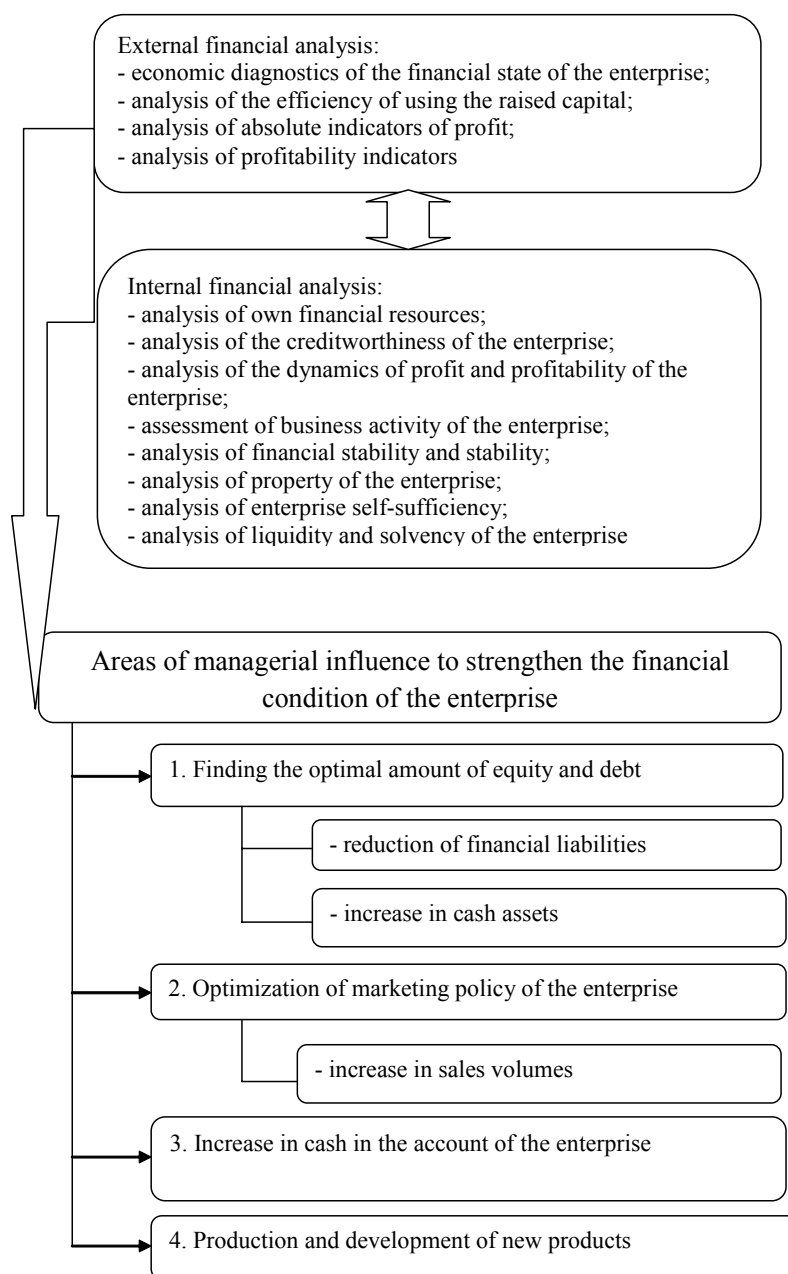 External financial analysis:
- economic diagnostics of the financial state of the enterprise;
- analysis of the efficiency of using the raised capital;
- analysis of absolute indicators of profit;
- analysis of profitability indicators
Internal financial analysis:
- analysis of own financial resources;
- analysis of the creditworthiness of the enterprise;
- analysis of the dynamics of profit and profitability of the
enterprise;
- assessment of business activity of the enterprise;
- analysis of financial stability and stability;
- analysis of property of the enterprise;
- analysis of enterprise self-sufficiency;
- analysis of liquidity and solvency of the enterprise
Areas of managerial influence to strengthen the financial
condition of the enterprise
1. Finding the optimal amount of equity and debt
- reduction of financial liabilities
- increase in cash assets
2. Optimization of marketing policy of the enterprise
- increase in sales volumes
3. Increase in cash in the account of the enterprise
4. Production and development of new products